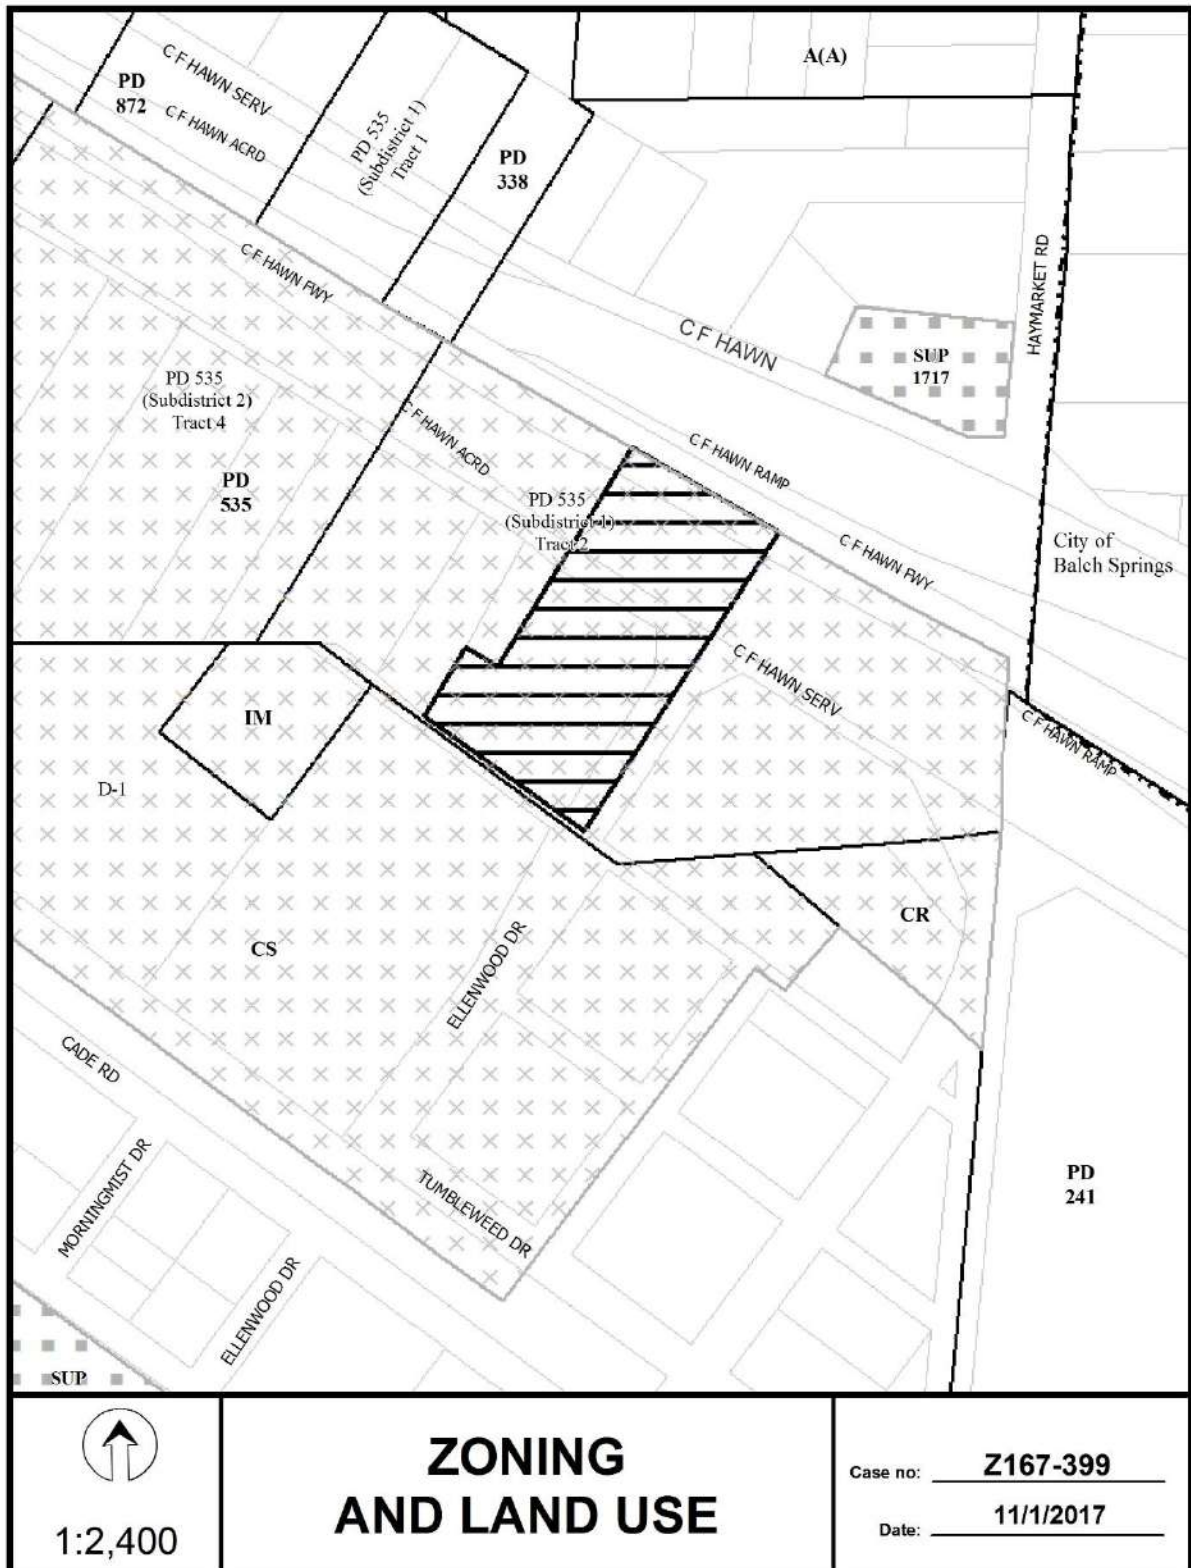 A(A)
C F HAWN SERV
PD
872
C F HAWN ACRD
PD 535
(Subdistrict 1)
Tract 1
PD
338
C F HAWN FWY
HAYMARKET RD
C F HAWN
SUP
1717
PD 535
(Subdistrict 2)
Tract 4
C F HAWN ACRD
C F HAWN RAMP
PD
535
PD 535
(Subdistrict 1)
Tract 2
C F HAWN FWY
City of
Balch Springs
C F HAWN SERV
IM
C F HAWN RAMP
D-1
CR
CS
ELLENWOOD DR
CADE RD
MORNINGMIST DR
TUMBLEWEED DR
PD
241
ELLENWOOD DR
SUP
1:2,400
ZONING
AND LAND USE
Case no: Z167-399
Date: 11/1/2017